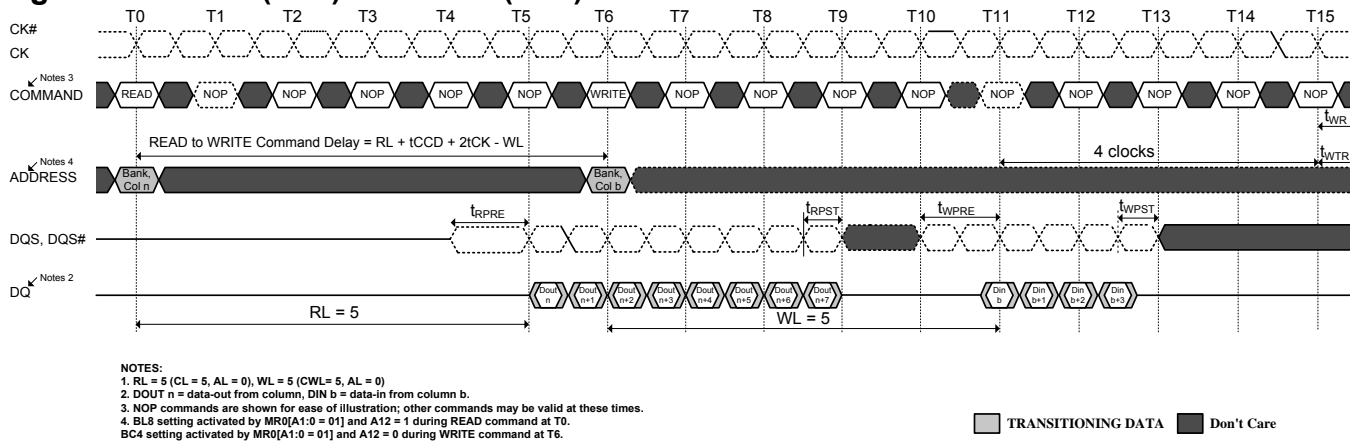 T0 T1 T2 T3 T4 T5 T6 T7 T8 T9 T10 T11 T12 T13 T14 T15
CK#
CK
Notes 3
COMMAND READ NOP NOP NOP NOP NOP WRITE NOP NOP NOP NOP NOP NOP NOP NOP NOP
tWR
READ to WRITE Command Delay = RL + tCCD + 2tCK - WL
4 clocks
tWTR
Notes 4
ADDRESS
Bank, Col n
Bank, Col b
tRPRE tRPST tWPRE tWPST
DQS, DQS#
Notes 2
DQ
Dout n
Dout n+1
Dout n+2
Dout n+3
Dout n+4
Dout n+5
Dout n+6
Dout n+7
Din b
Din b+1
Din b+2
Din b+3
RL = 5
WL = 5
NOTES:
1. RL = 5 (CL = 5, AL = 0), WL = 5 (CWL= 5, AL = 0)
2. DOUT n = data-out from column, DIN b = data-in from column b.
3. NOP commands are shown for ease of illustration; other commands may be valid at these times.
4. BL8 setting activated by MR0[A1:0 = 01] and A12 = 1 during READ command at T0.
BC4 setting activated by MR0[A1:0 = 01] and A12 = 0 during WRITE command at T6.
TRANSITIONING DATA
Don't Care